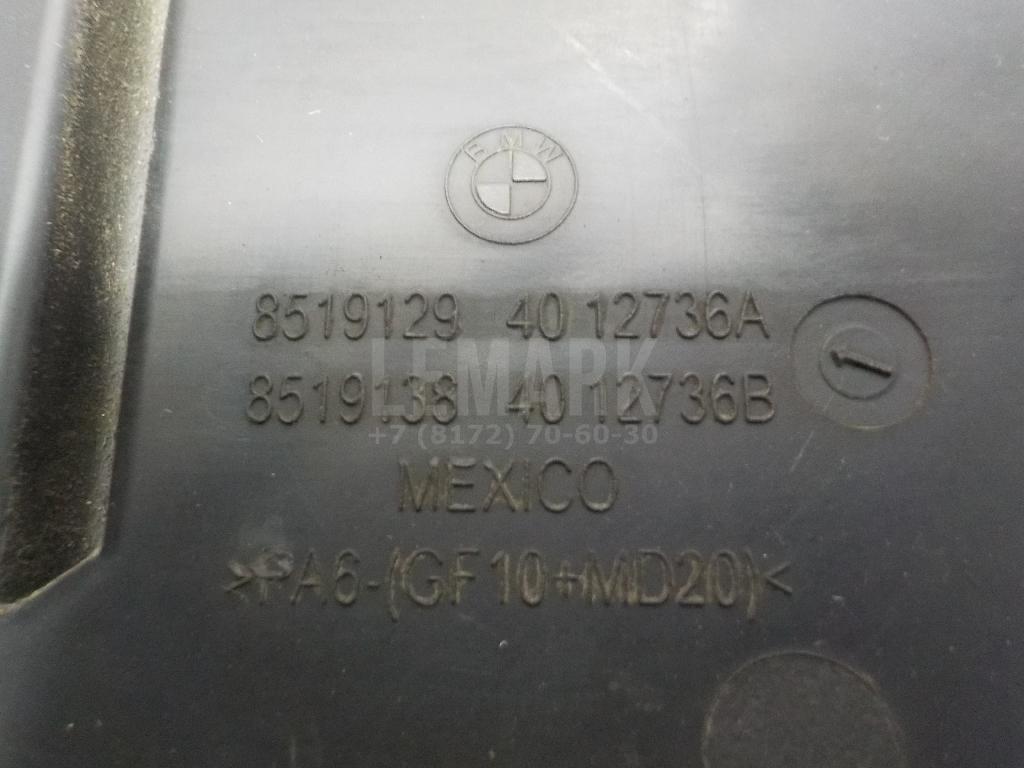 BMW
8519129 40 12736A
8519138 40 12736B
LEMARK
+7 (8172) 70-60-30
MEXICO
>PA6-(GF10+MD20)<